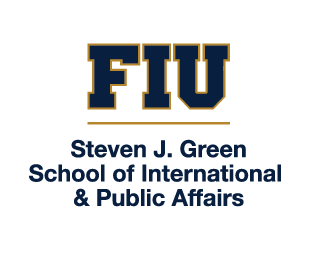 FIU
Steven J. Green
School of International
& Public Affairs